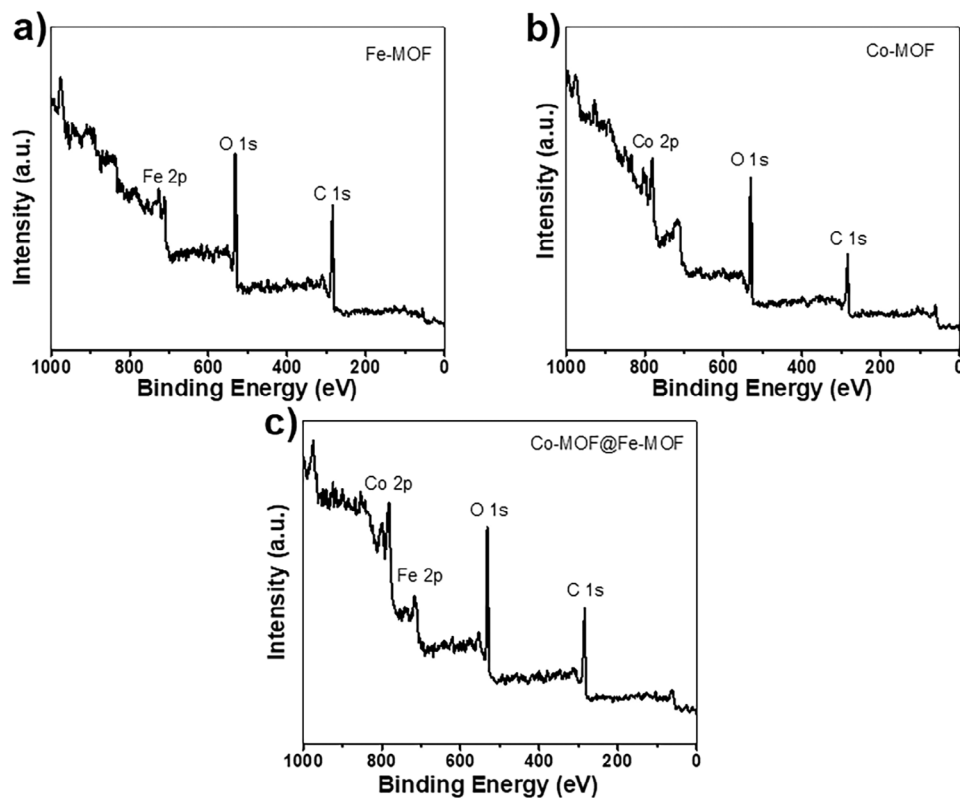 a)
Fe-MOF
O 1s
Fe 2p
C 1s
Intensity (a.u.)
1000 800 600 400 200 0
Binding Energy (eV)
b)
Co-MOF
Co 2p
O 1s
C 1s
Intensity (a.u.)
1000 800 600 400 200 0
Binding Energy (eV)
c)
Co-MOF@Fe-MOF
Co 2p
O 1s
Fe 2p
C 1s
Intensity (a.u.)
1000 800 600 400 200 0
Binding Energy (eV)